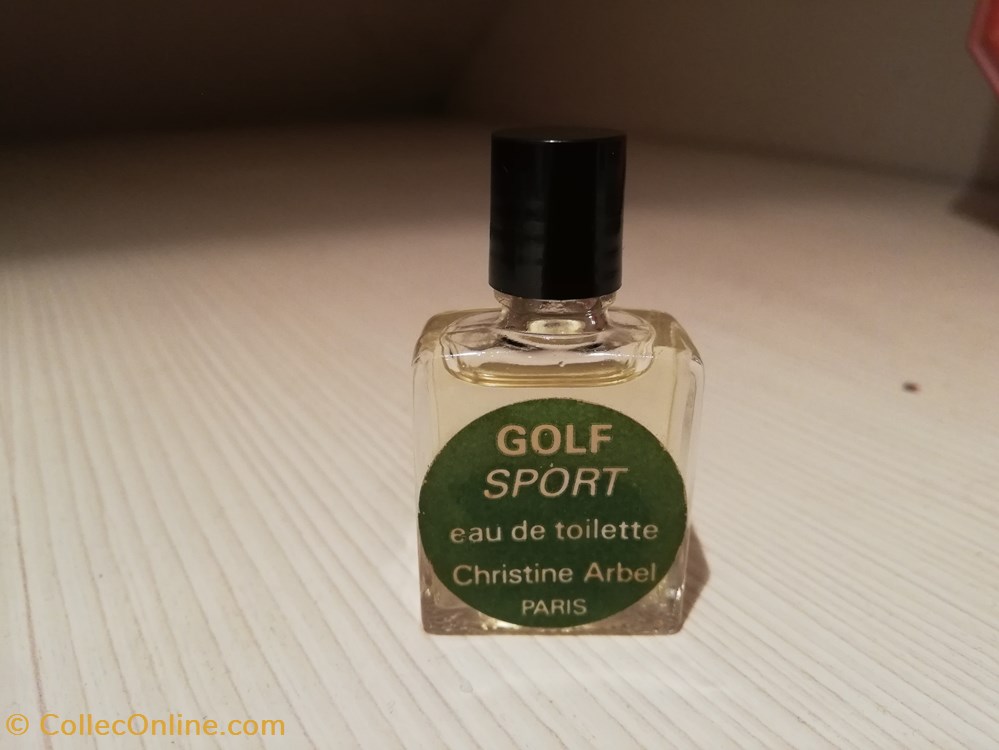 GOLF
SPORT
eau de toilette
Christine Arbel
PARIS
© CollecOnline.com